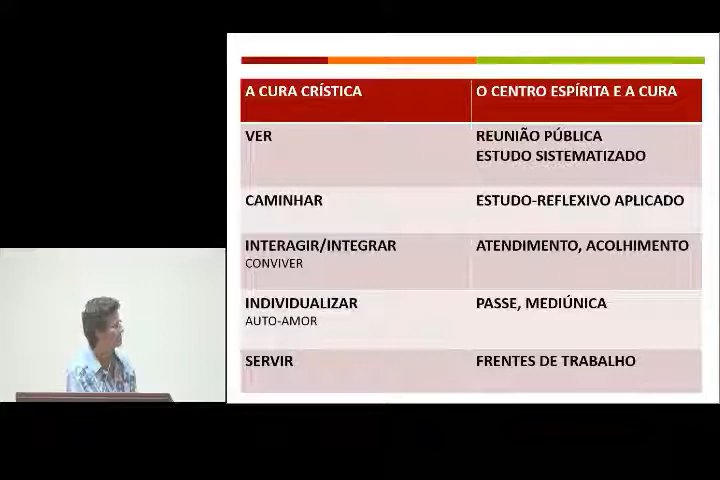 A CURA CRÍSTICA
O CENTRO ESPÍRITA E A CURA
VER
REUNIÃO PÚBLICA
ESTUDO SISTEMATIZADO
CAMINHAR
ESTUDO-REFLEXIVO APLICADO
INTERAGIR/INTEGRAR
CONVIVER
ATENDIMENTO, ACOLHIMENTO
INDIVIDUALIZAR
AUTO-AMOR
PASSE, MEDIÚNICA
SERVIR
FRENTES DE TRABALHO